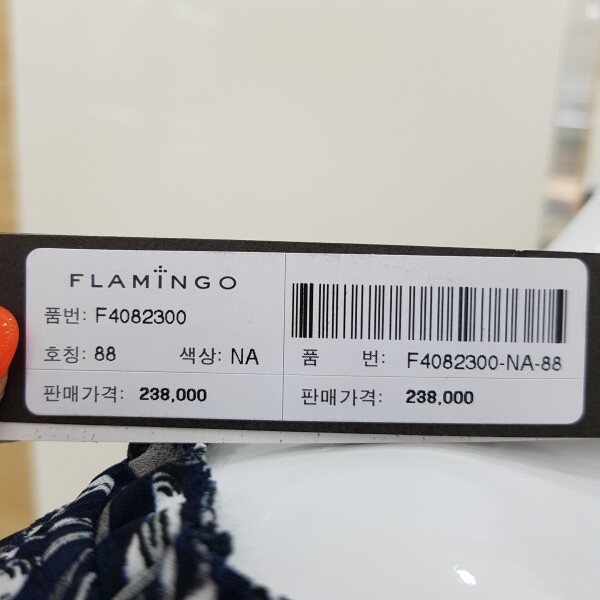 FLAMINGO
품번: F4082300
호칭: 88 색상: NA
판매가격: 238,000
품 번: F4082300-NA-88
판매가격: 238,000